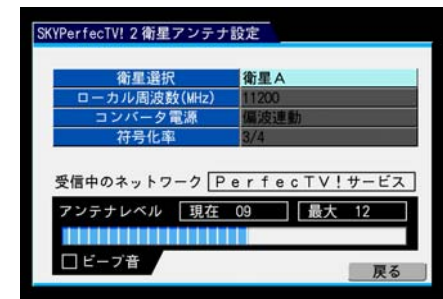 SKYPerfecTV! 2 衛星アンテナ設定
衛星選択 衛星A
ローカル周波数(MHz) 11200
コンバータ電源 偏波連動
符号化率 3/4
受信中のネットワーク PerfecTV!サービス
アンテナレベル 現在 09 最大 12
ビープ音
戻る